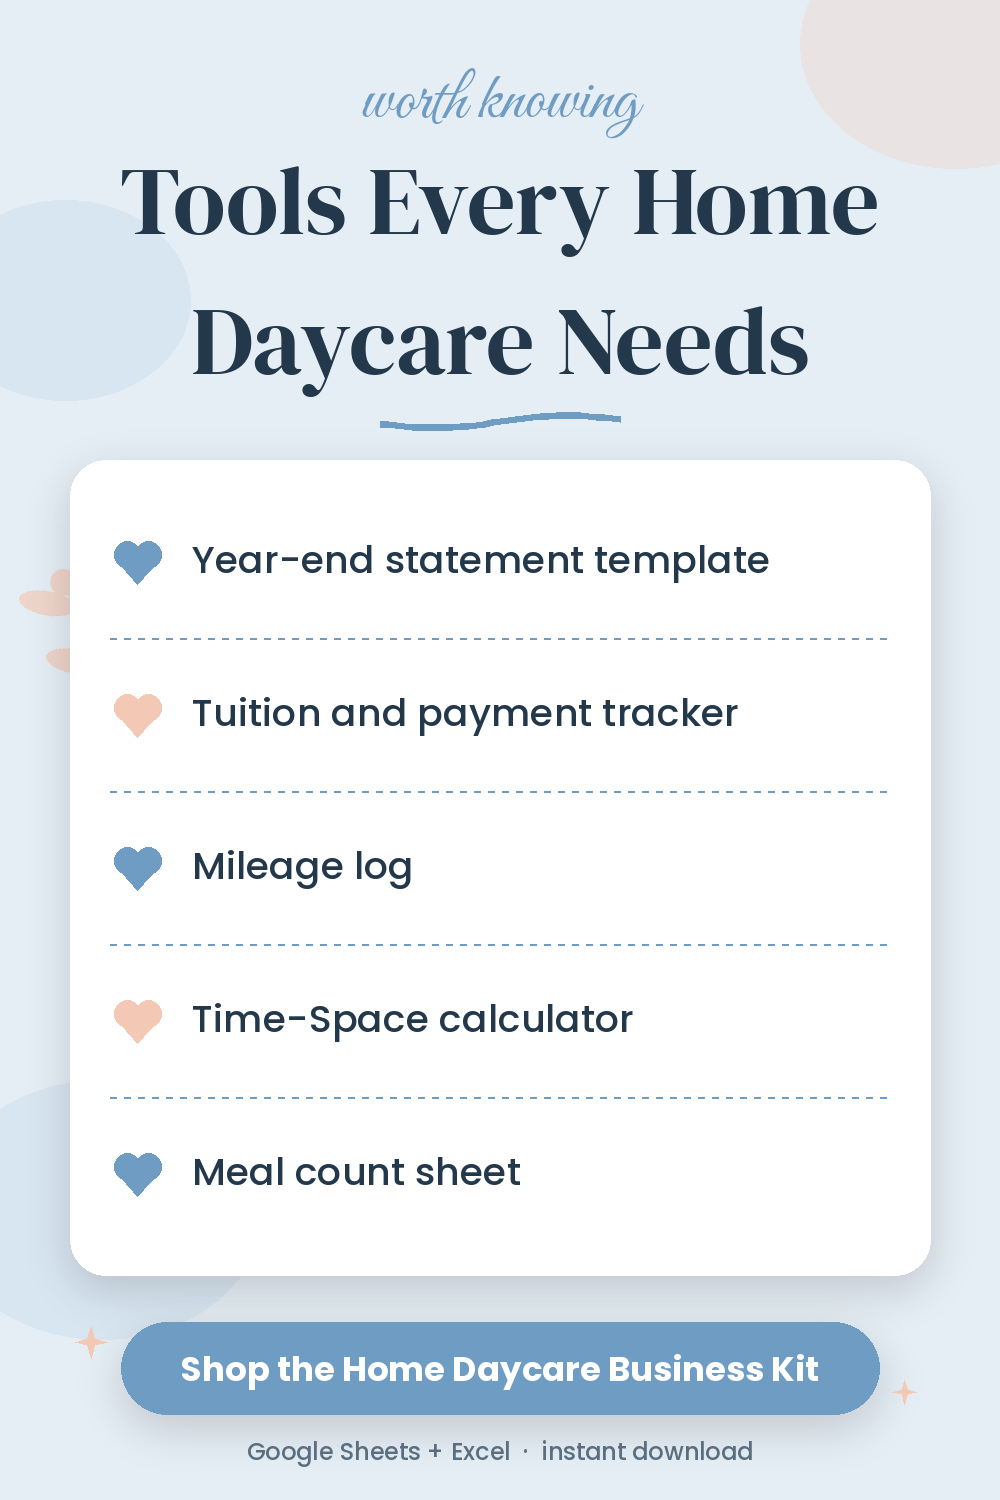 worth knowing
Tools Every Home
Daycare Needs
Year-end statement template
Tuition and payment tracker
Mileage log
Time-Space calculator
Meal count sheet
Shop the Home Daycare Business Kit
Google Sheets + Excel · instant download